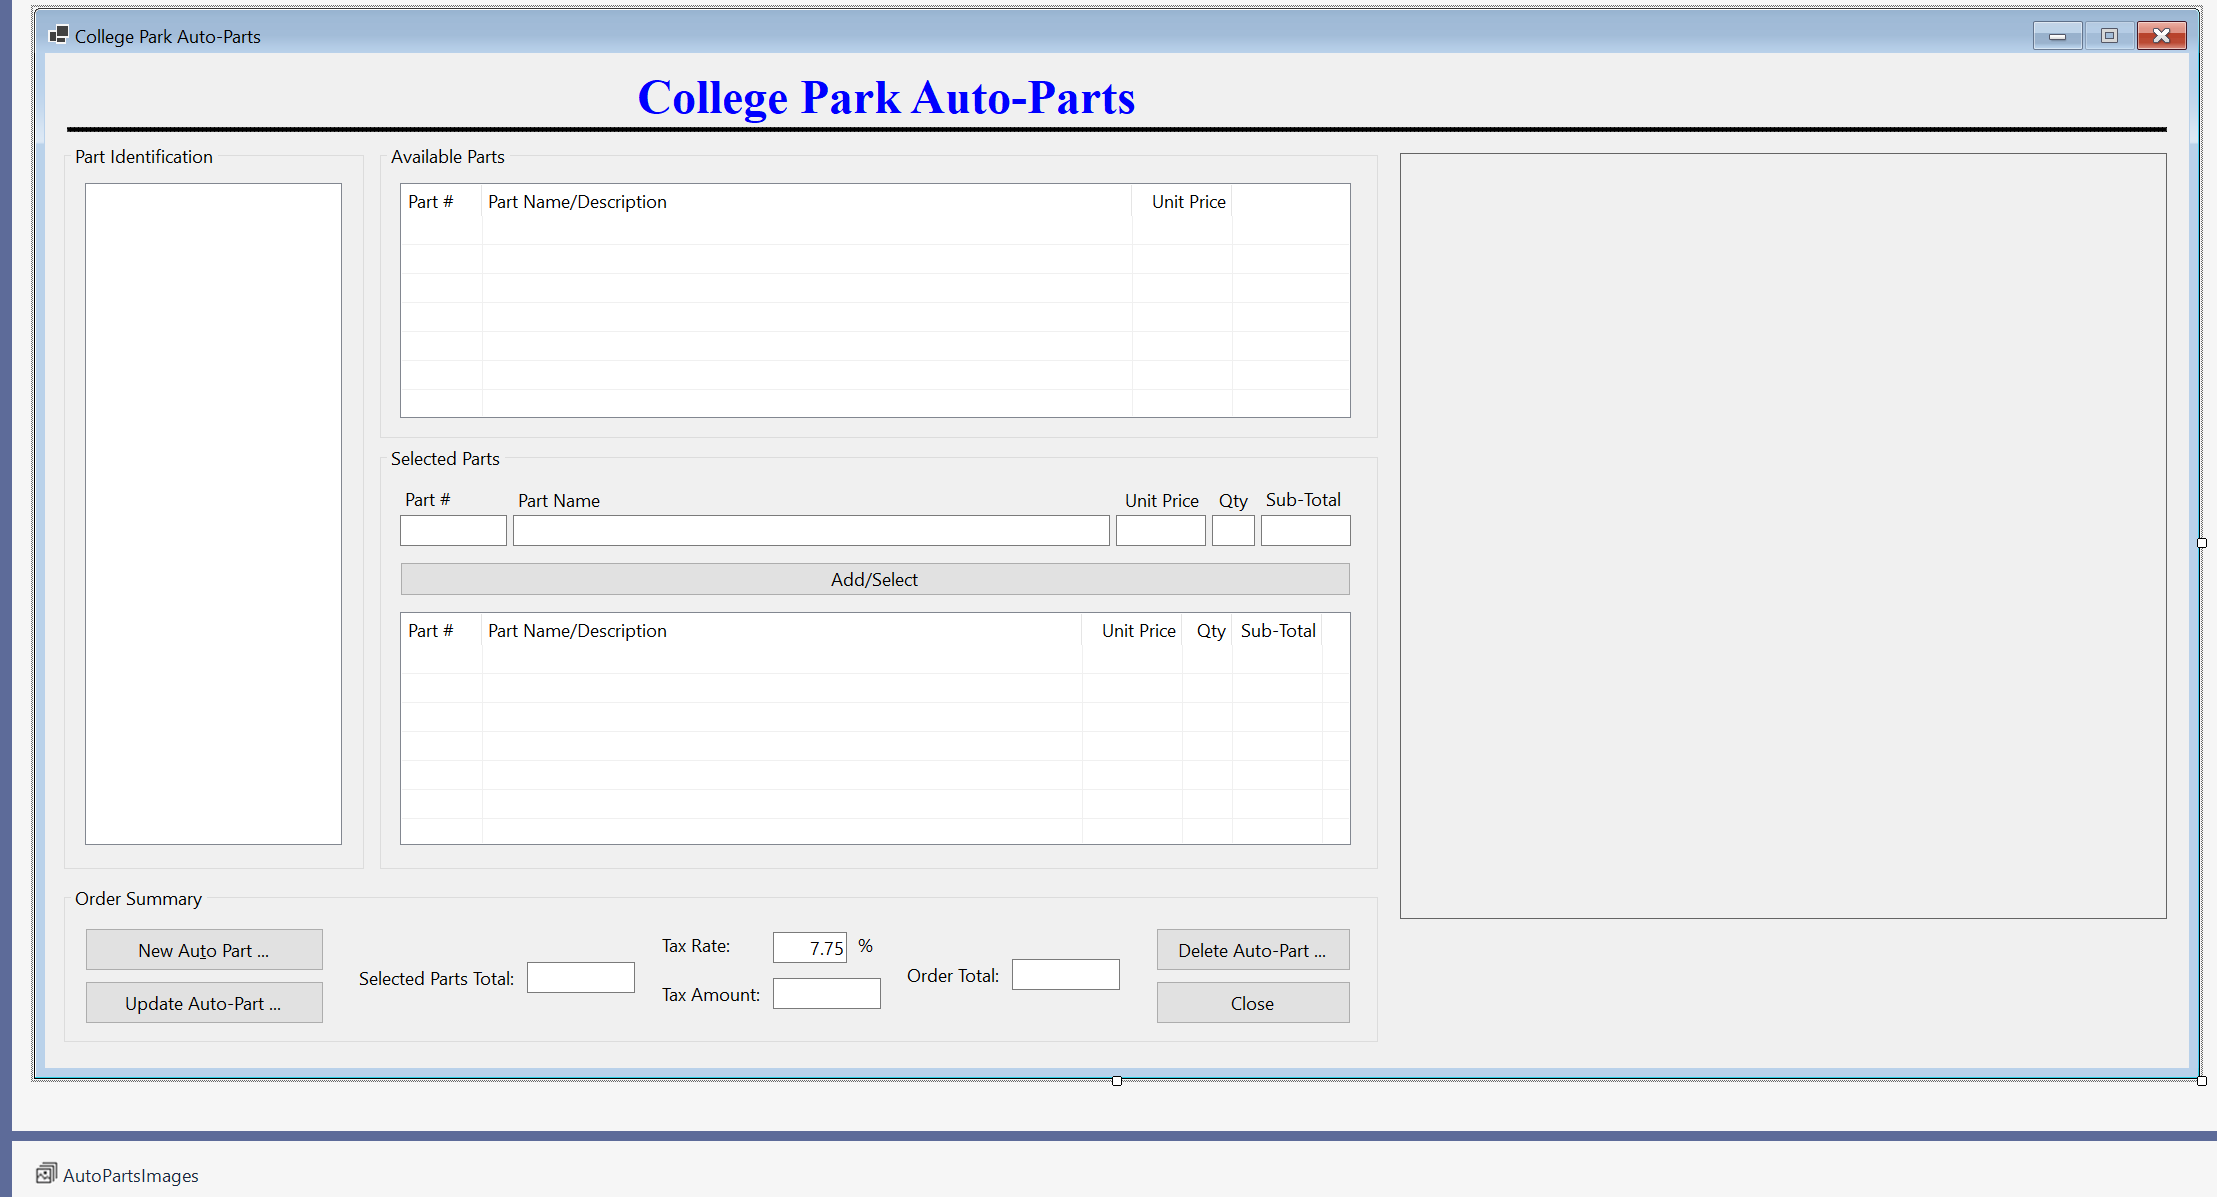 College Park Auto-Parts
College Park Auto-Parts
Part Identification
Available Parts
Part # Part Name/Description Unit Price
Selected Parts
Part # Part Name Unit Price Qty Sub-Total
Add/Select
Part # Part Name/Description Unit Price Qty Sub-Total
Order Summary
New Auto Part ...
Update Auto-Part ...
Selected Parts Total:
Tax Rate: 7.75 %
Tax Amount:
Order Total:
Delete Auto-Part ...
Close
AutoPartsImages